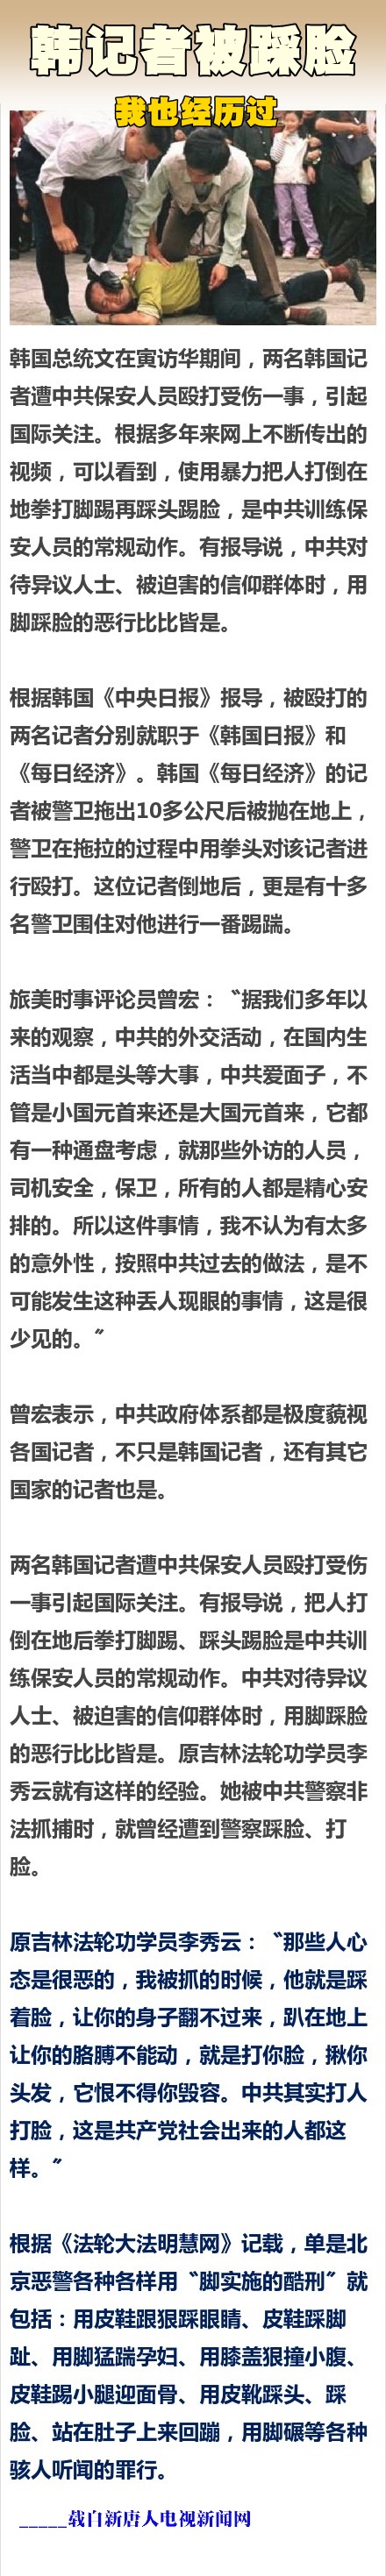 韩记者被踩脸
我也经历过
韩国总统文在寅访华期间，两名韩国记
者遭中共保安人员殴打受伤一事，引起
国际关注。根据多年来网上不断传出的
视频，可以看到，使用暴力把人打倒在
地拳打脚踢再踩头踢脸，是中共训练保
安人员的常规动作。有报导说，中共对
待异议人士、被迫害的信仰群体时，用
脚踩脸的恶行比比皆是。
根据韩国《中央日报》报导，被殴打的
两名记者分别就职于《韩国日报》和
《每日经济》。韩国《每日经济》的记
者被警卫拖出10多公尺后被抛在地上，
警卫在拖拉的过程中用拳头对该记者进
行殴打。这位记者倒地后，更是有十多
名警卫围住对他进行一番踢踹。
旅美时事评论员曾宏：〝据我们多年以
来的观察，中共的外交活动，在国内生
活当中都是头等大事，中共爱面子，不
管是小国元首来还是大国元首来，它都
有一种通盘考虑，就那些外访的人员，
司机安全，保卫，所有的人都是精心安
排的。所以这件事情，我不认为有太多
的意外性，按照中共过去的做法，是不
可能发生这种丢人现眼的事情，这是很
少见的。〞
曾宏表示，中共政府体系都是极度藐视
各国记者，不只是韩国记者，还有其它
国家的记者也是。
两名韩国记者遭中共保安人员殴打受伤
一事引起国际关注。有报导说，把人打
倒在地后拳打脚踢、踩头踢脸是中共训
练保安人员的常规动作。中共对待异议
人士、被迫害的信仰群体时，用脚踩脸
的恶行比比皆是。原吉林法轮功学员李
秀云就有这样的经验。她被中共警察非
法抓捕时，就曾经遭到警察踩脸、打
脸。
原吉林法轮功学员李秀云：〝那些人心
态是很恶的，我被抓的时候，他就是踩
着脸，让你的身子翻不过来，趴在地上
让你的胳膊不能动，就是打你脸，揪你
头发，它恨不得你毁容。中共其实打人
打脸，这是共产党社会出来的人都这
样。〞
根据《法轮大法明慧网》记载，单是北
京恶警各种各样用〝脚实施的酷刑〞就
包括：用皮鞋跟狠踩眼睛、皮鞋踩脚
趾、用脚猛踹孕妇、用膝盖狠撞小腹、
皮鞋踢小腿迎面骨、用皮靴踩头、踩
脸、站在肚子上来回蹦，用脚碾等各种
骇人听闻的罪行。
_____载自新唐人电视新闻网